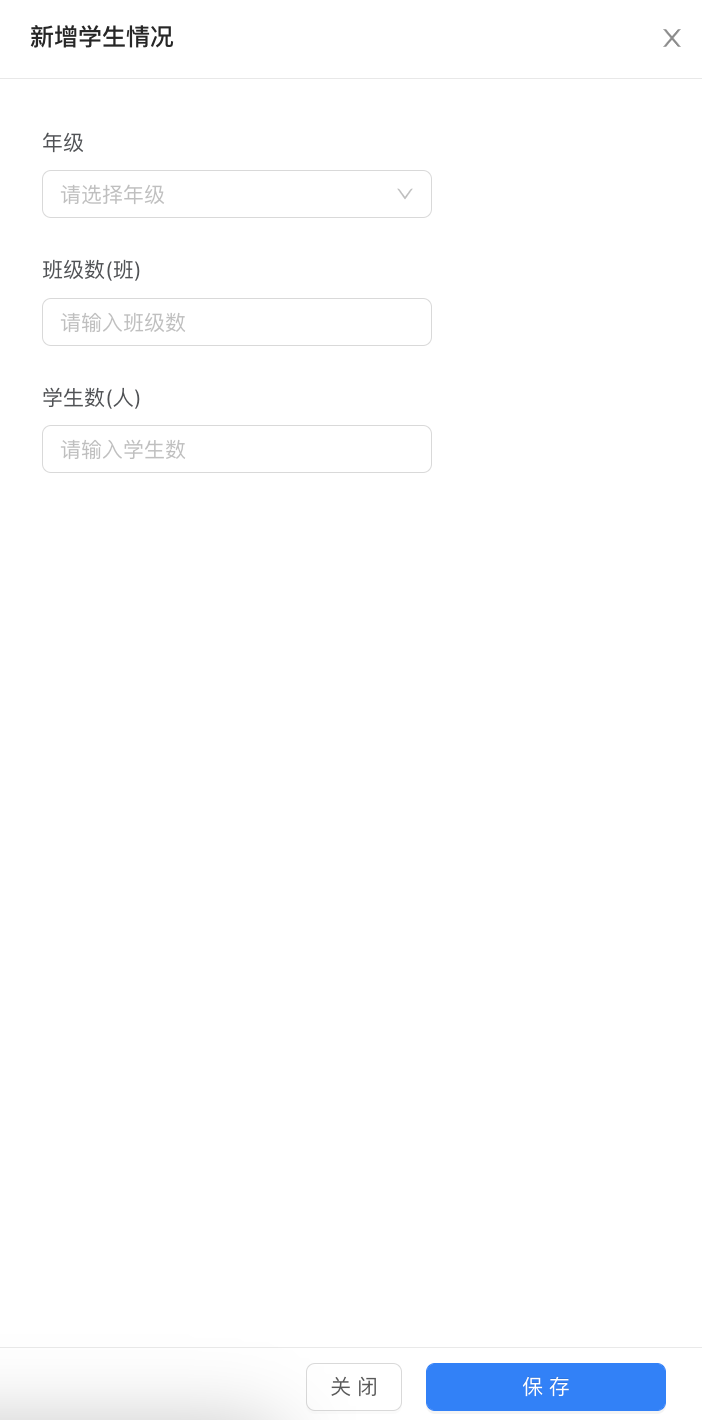 新增学生情况
年级
请选择年级
班级数(班)
请输入班级数
学生数(人)
请输入学生数
关 闭
保 存